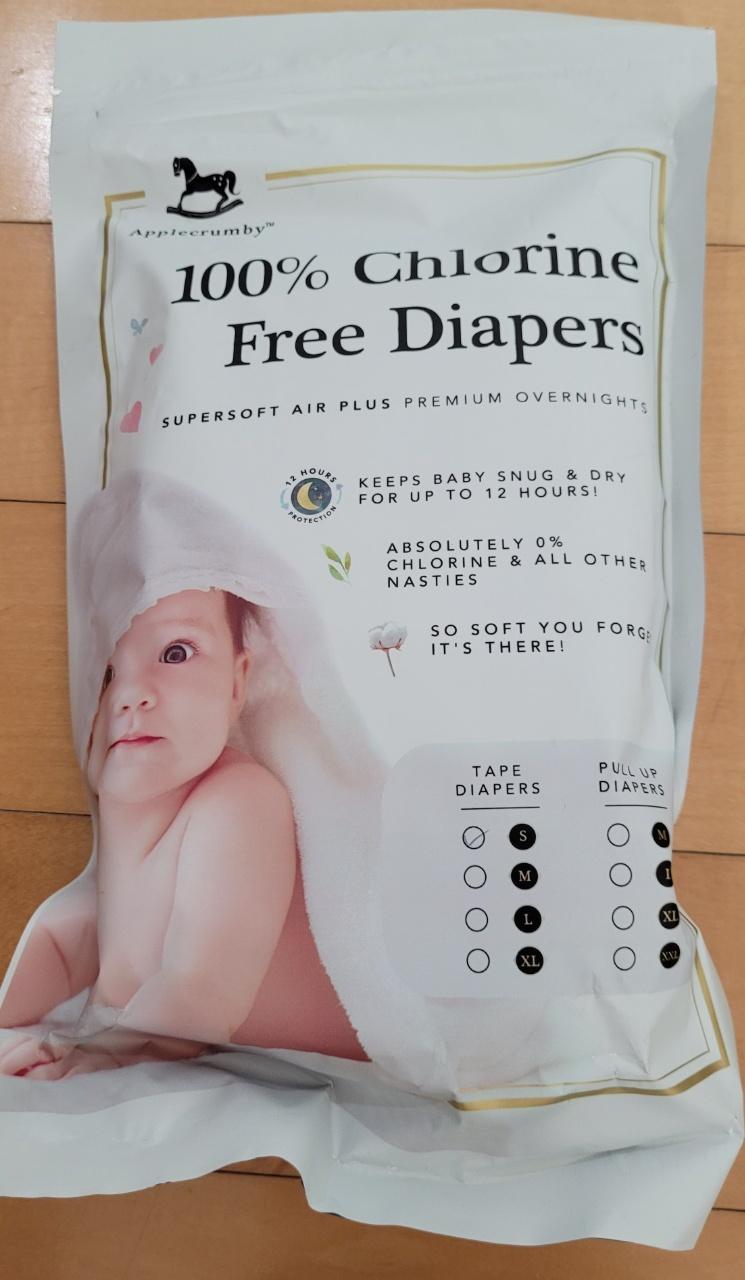 Applecrumby™
100% Chlorine
Free Diapers
SUPERSOFT AIR PLUS PREMIUM OVERNIGHTS
12 HOURS
PROTECTION
KEEPS BABY SNUG & DRY
FOR UP TO 12 HOURS!
ABSOLUTELY 0%
CHLORINE & ALL OTHER
NASTIES
SO SOFT YOU
IT'S THERE!
TAPE
DIAPERS
S
M
L
XL
PULL UP
DIAPERS
M
XL
XXL